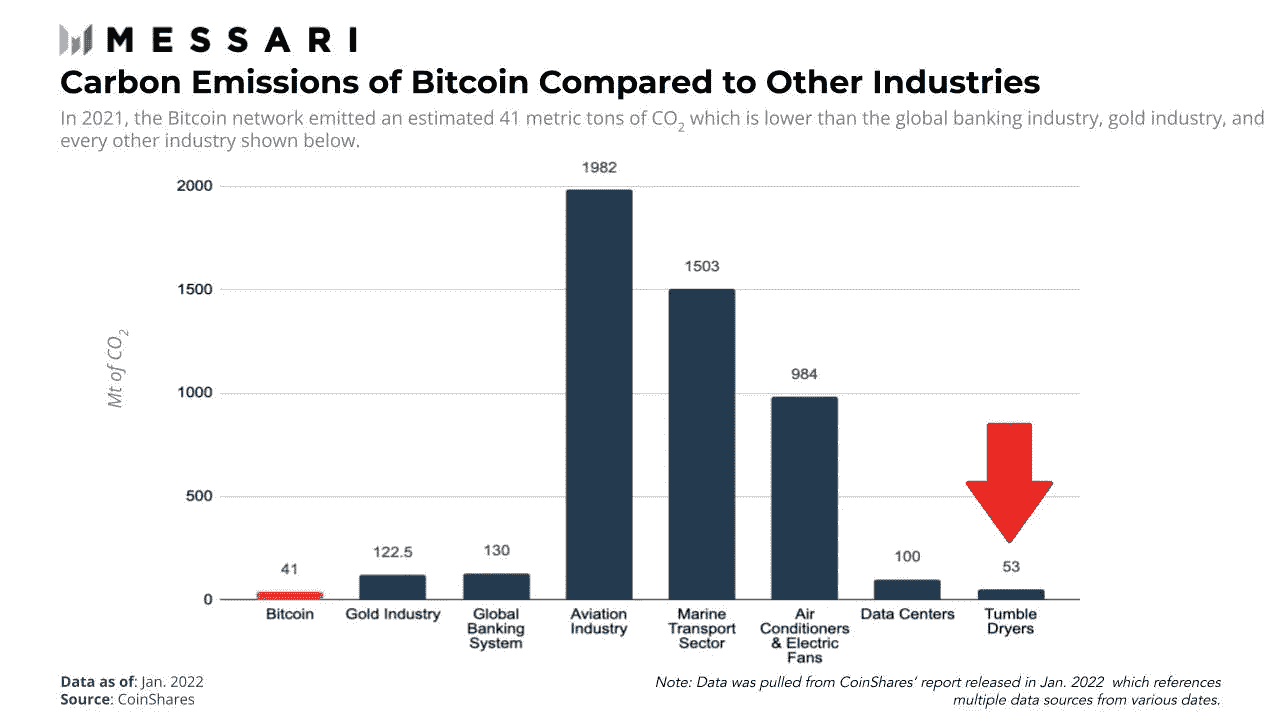 MESSARI
Carbon Emissions of Bitcoin Compared to Other Industries
In 2021, the Bitcoin network emitted an estimated 41 metric tons of CO2 which is lower than the global banking industry, gold industry, and
every other industry shown below.
Mt of CO2
2000
1500
1000
500
0
41
122.5
130
1982
1503
984
100
53
Bitcoin
Gold Industry
Global
Banking
System
Aviation
Industry
Marine
Transport
Sector
Air
Conditioners
& Electric
Fans
Data Centers
Tumble
Dryers
Data as of: Jan. 2022
Source: CoinShares
Note: Data was pulled from CoinShares' report released in Jan. 2022 which references
multiple data sources from various dates.